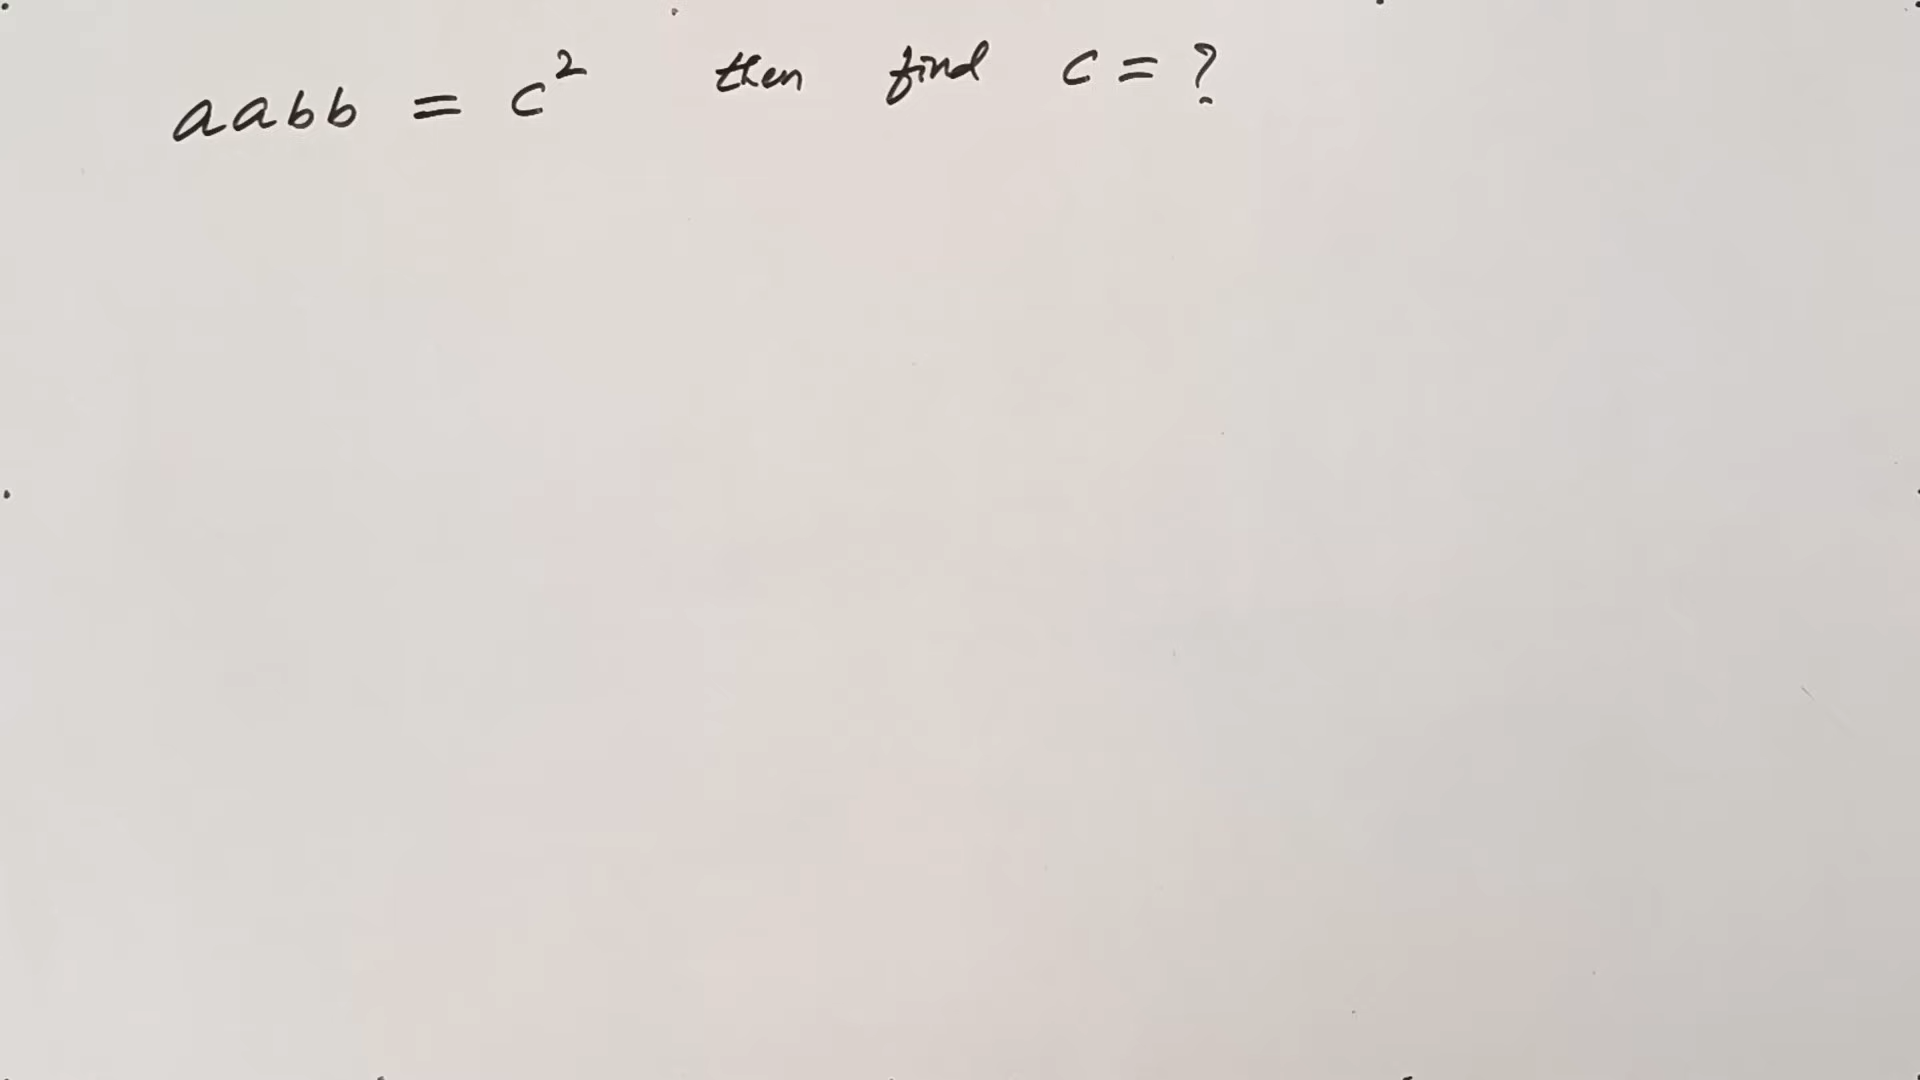 aabb = c² then find c = ?